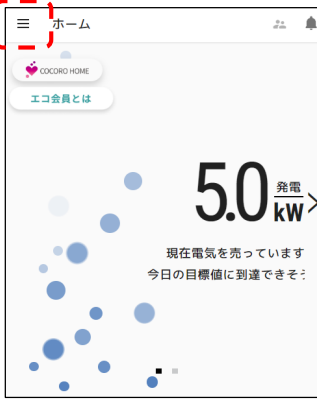 ホーム
COCORO HOME
エコ会員とは
5.0 発電 kW
現在電気を売っています
今日の目標値に到達できそう